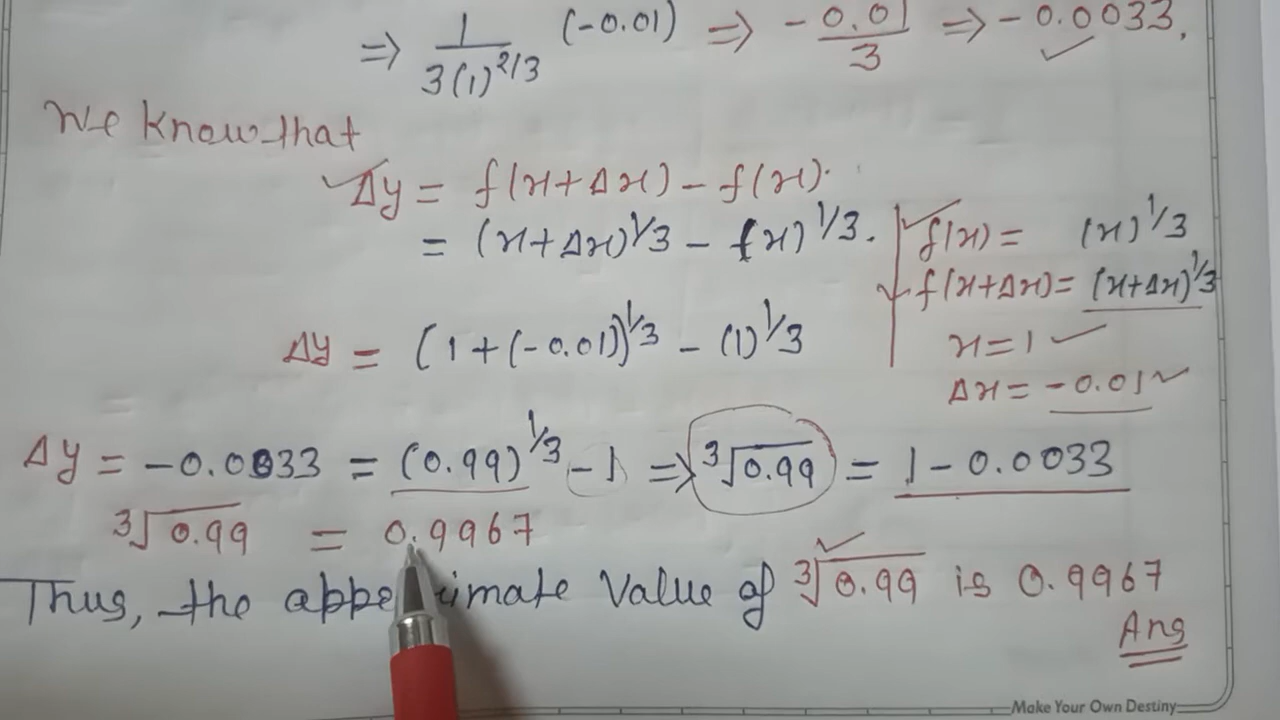 ⇒ 1/3(1)^2/3 (-0.01) ⇒ -0.01/3 ⇒ -0.0033,
We know that
Δy = f(x+Δx) - f(x).
= (x+Δx)^1/3 - (x)^1/3.
f(x) = (x)^1/3
f(x+Δx) = (x+Δx)^1/3
x = 1
Δx = -0.01
Δy = (1+(-0.01))^1/3 - (1)^1/3
Δy = -0.0033 = (0.99)^1/3 - 1 ⇒ ³√0.99 = 1 - 0.0033
³√0.99 = 0.9967
Thus, the value of ³√0.99 is 0.9967
Ans
Make Your Own Destiny